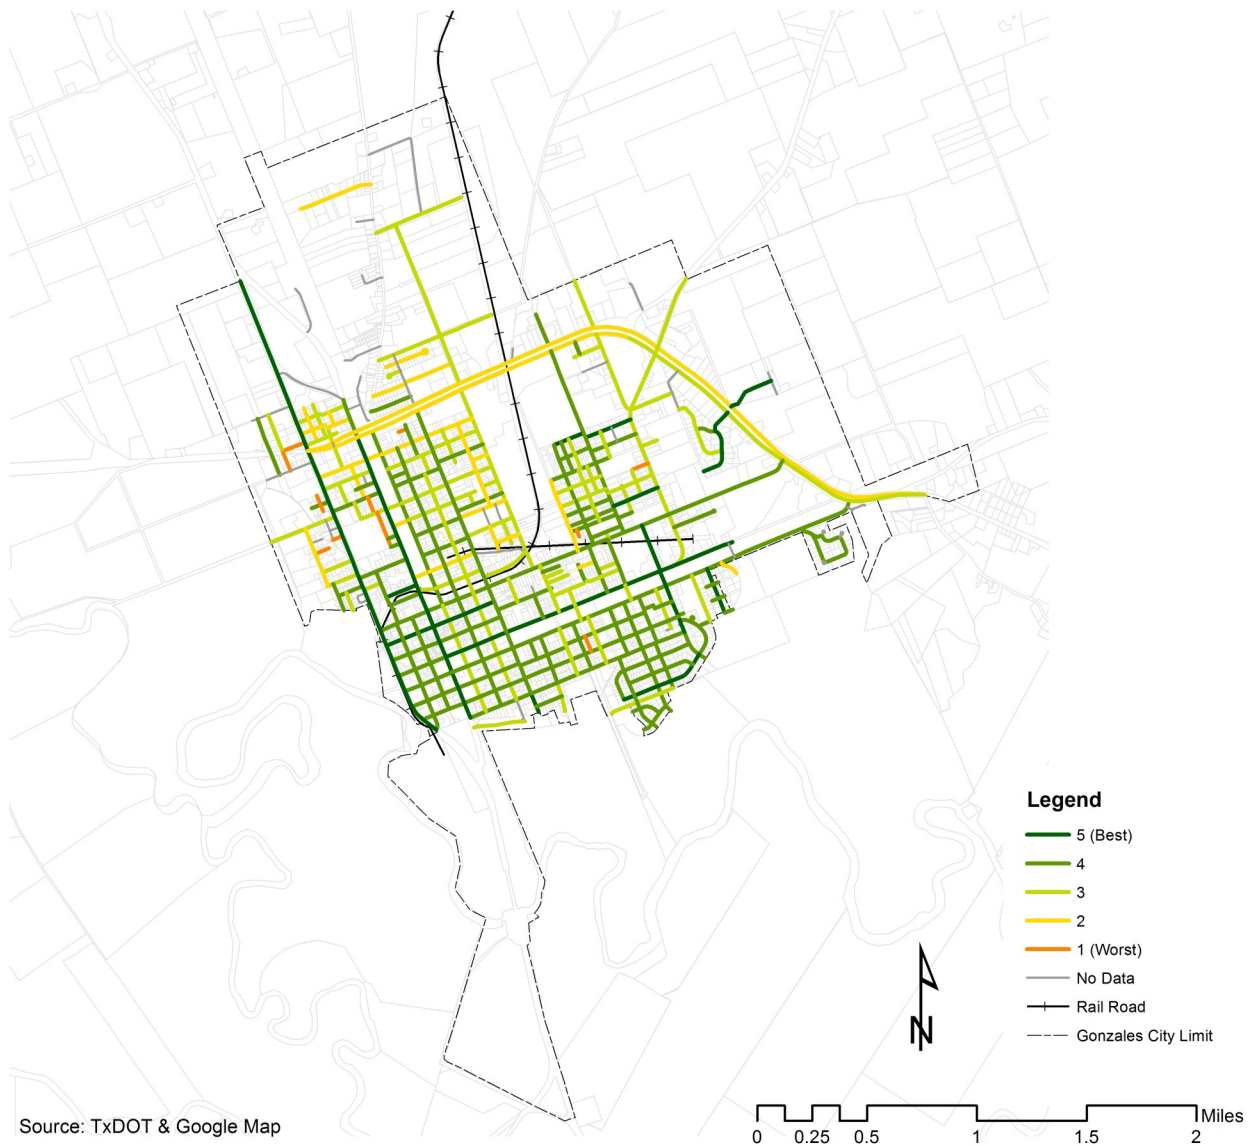 Legend
5 (Best)
4
3
2
1 (Worst)
No Data
Rail Road
Gonzales City Limit
N
Source: TxDOT & Google Map
Miles
0 0.25 0.5 1 1.5 2